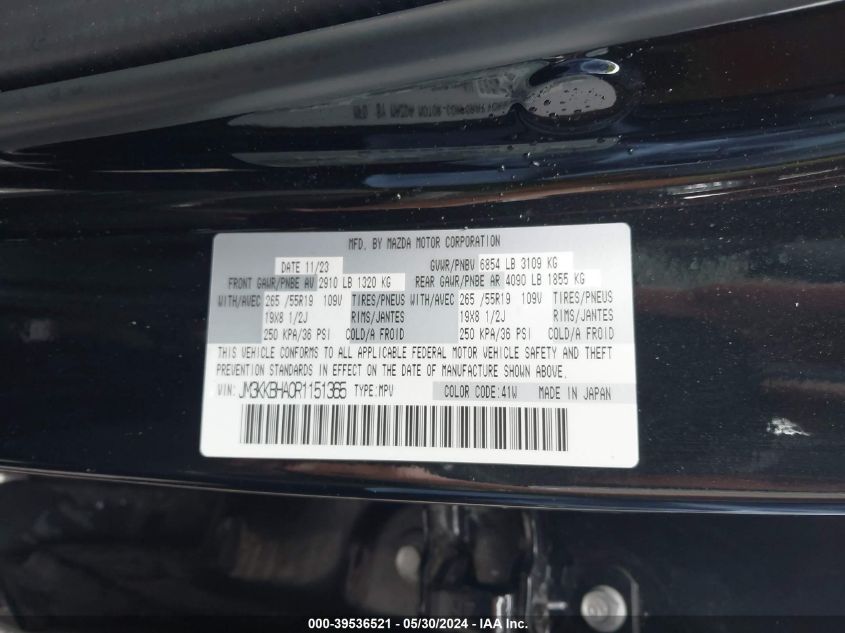 MFD. BY MAZDA MOTOR CORPORATION
DATE 11/23 GVWR/PNBV 6854 LB 3109 KG
FRONT GAWR/PNBE AV 2910 LB 1320 KG REAR GAWR/PNBE AR 4090 LB 1855 KG
WITH/AVEC 265 /55R19 109V TIRES/PNEUS WITH/AVEC 265 /55R19 109V TIRES/PNEUS
19X8 1/2J RIMS/JANTES 19X8 1/2J RIMS/JANTES
250 KPA/36 PSI COLD/A FROID 250 KPA/36 PSI COLD/A FROID
THIS VEHICLE CONFORMS TO ALL APPLICABLE FEDERAL MOTOR VEHICLE SAFETY AND THEFT
PREVENTION STANDARDS IN EFFECT ON THE DATE OF MANUFACTURE SHOWN ABOVE.
VIN: JM3KKBHA0R1151365 TYPE:MPV COLOR CODE:41W MADE IN JAPAN
000-39536521 - 05/30/2024 - IAA Inc.